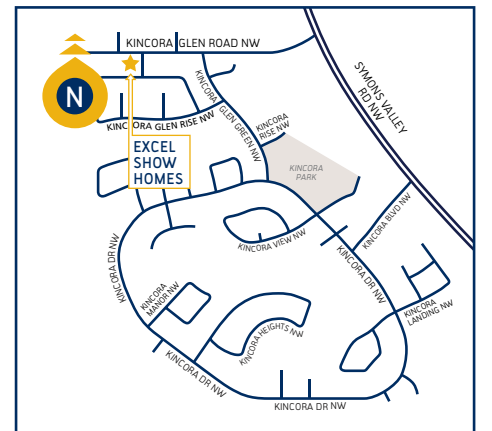 KINCORA GLEN ROAD NW
N
SYMONS VALLEY
RD NW
KINCORA GLEN RISE NW
KINCORA GLEN GREEN NW
KINCORA
RISE NW
EXCEL
SHOW
HOMES
KINCORA
PARK
KINCORA BLVD NW
KINCORA VIEW NW
KINCORA DR NW
KINCORA DR NW
KINCORA
MANOR NW
KINCORA
LANDING NW
KINCORA HEIGHTS NW
KINCORA DR NW
KINCORA DR NW